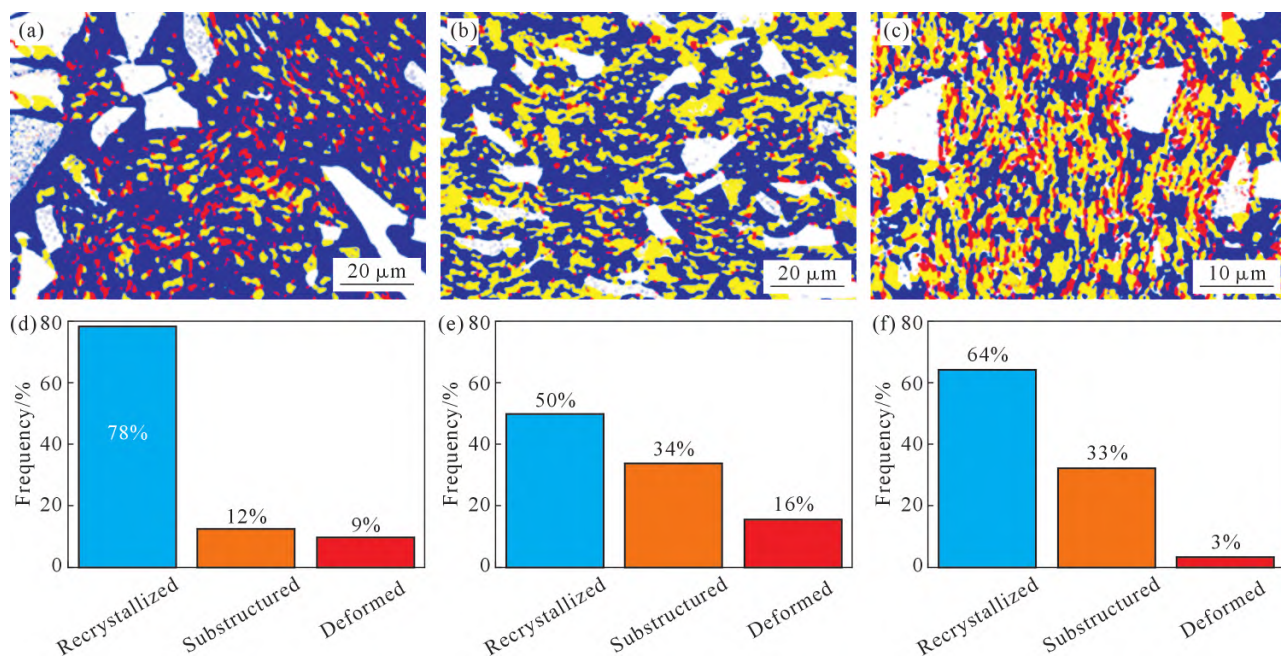 (a)
20 μm
(b)
20 μm
(c)
10 μm
(d)
Frequency/%
80
60
40
20
0
78%
12%
9%
Recrystallized
Substructured
Deformed
(e)
Frequency/%
80
60
40
20
0
50%
34%
16%
Recrystallized
Substructured
Deformed
(f)
Frequency/%
80
60
40
20
0
64%
33%
3%
Recrystallized
Substructured
Deformed